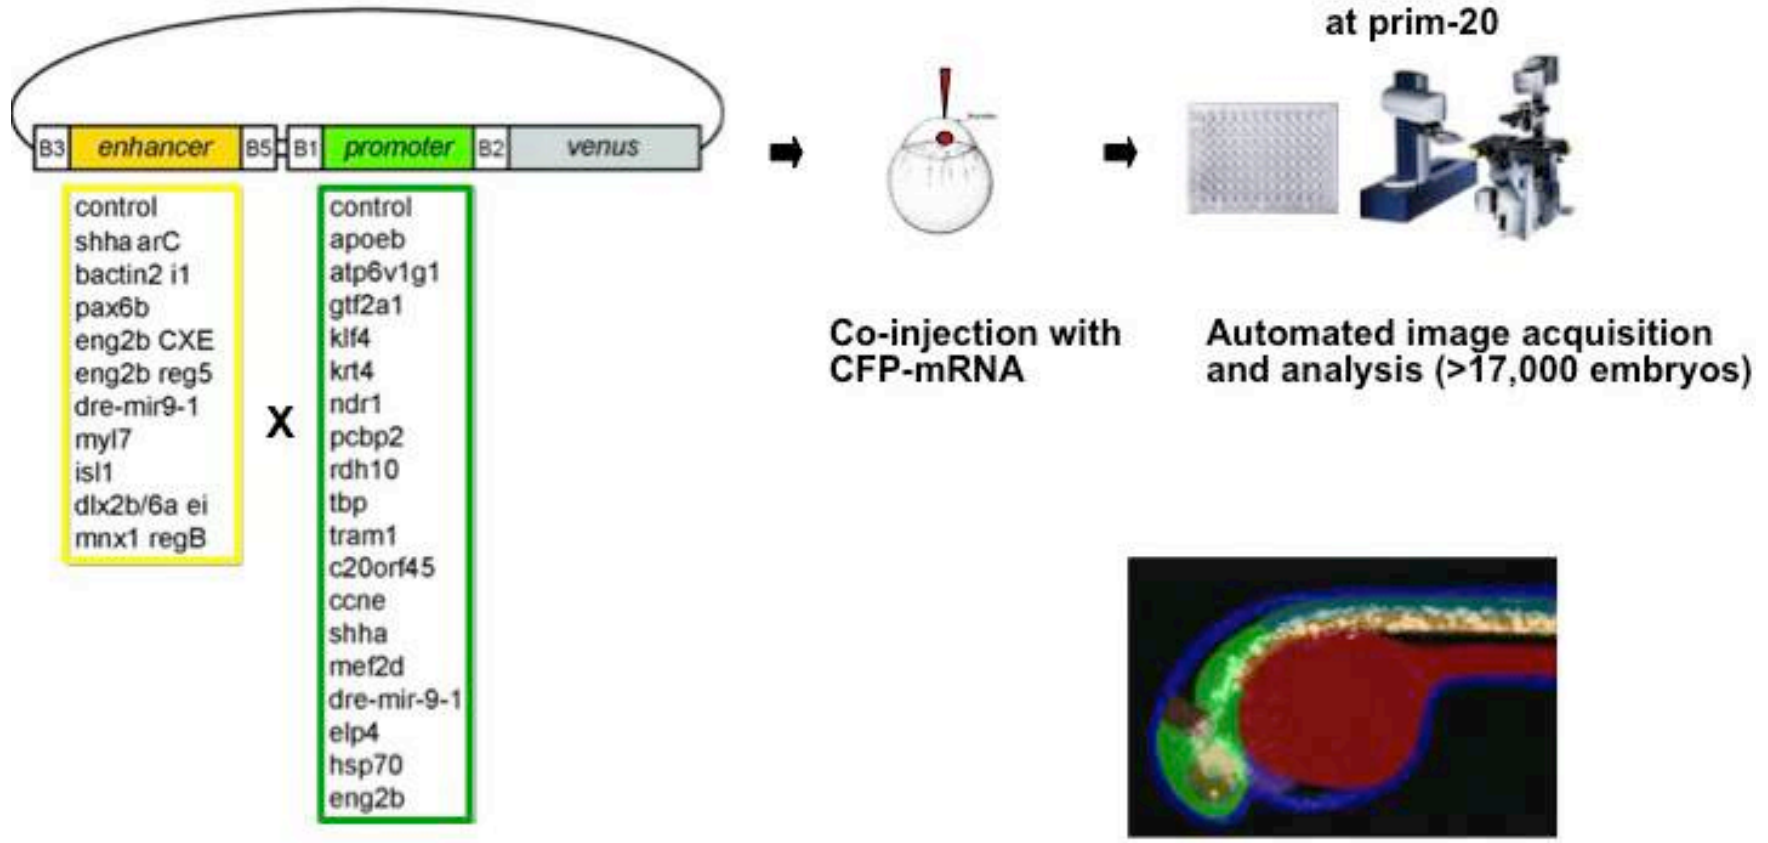 at prim-20
B3 enhancer B5 B1 promoter B2 venus
control
shha arC
bactin2 i1
pax6b
eng2b CXE
eng2b reg5
dre-mir9-1
myl7
isl1
dlx2b/6a ei
mnx1 regB
X
control
apoeb
atp6v1g1
gtf2a1
klf4
krt4
ndr1
pcbp2
rdh10
tbp
tram1
c20orf45
ccne
shha
mef2d
dre-mir-9-1
elp4
hsp70
eng2b
Co-injection with
CFP-mRNA
Automated image acquisition
and analysis (>17,000 embryos)